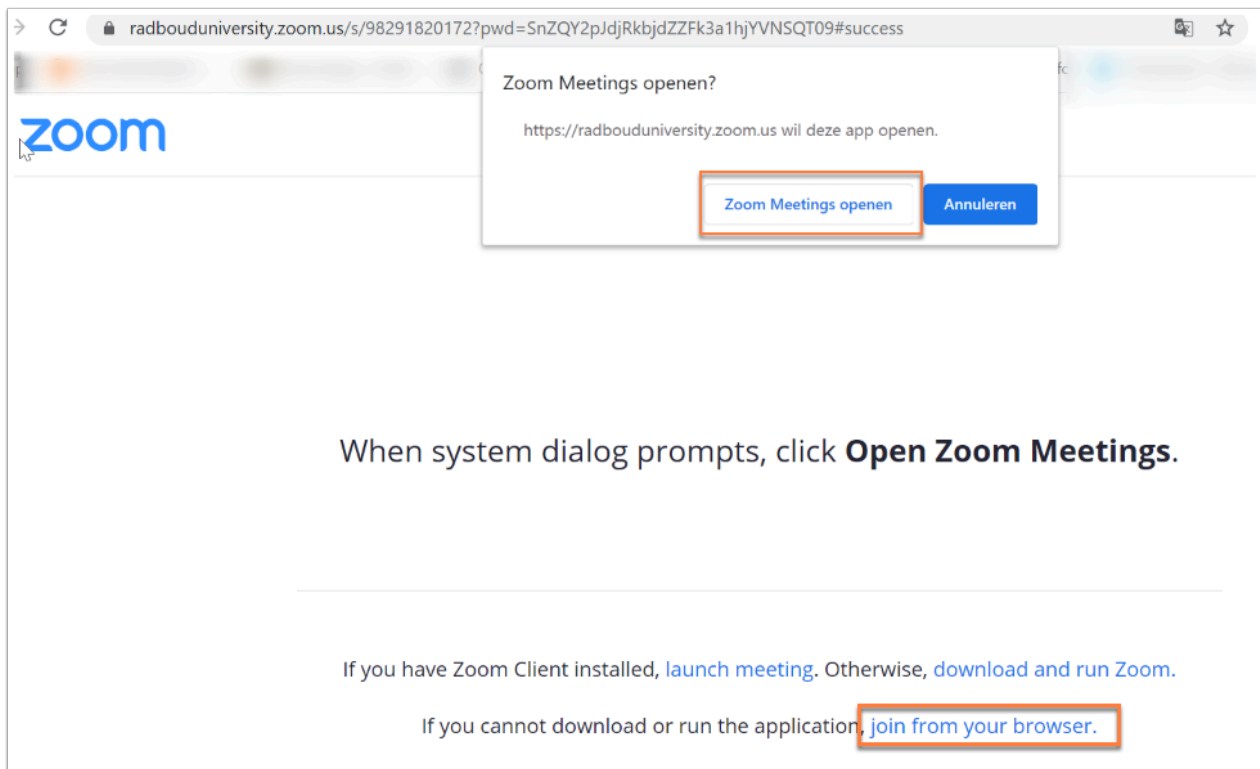 radbouduniversity.zoom.us/s/98291820172?pwd=SnZQY2pJdjRkbjdZZFk3a1hjYVNSQT09#success
Zoom Meetings openen?
https://radbouduniversity.zoom.us wil deze app openen.
Zoom Meetings openen
Annuleren
zoom
When system dialog prompts, click Open Zoom Meetings.
If you have Zoom Client installed, launch meeting. Otherwise, download and run Zoom.
If you cannot download or run the application, join from your browser.